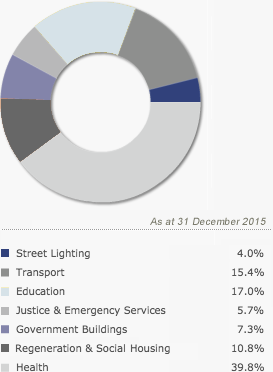 As at 31 December 2015
Street Lighting 4.0%
Transport 15.4%
Education 17.0%
Justice & Emergency Services 5.7%
Government Buildings 7.3%
Regeneration & Social Housing 10.8%
Health 39.8%